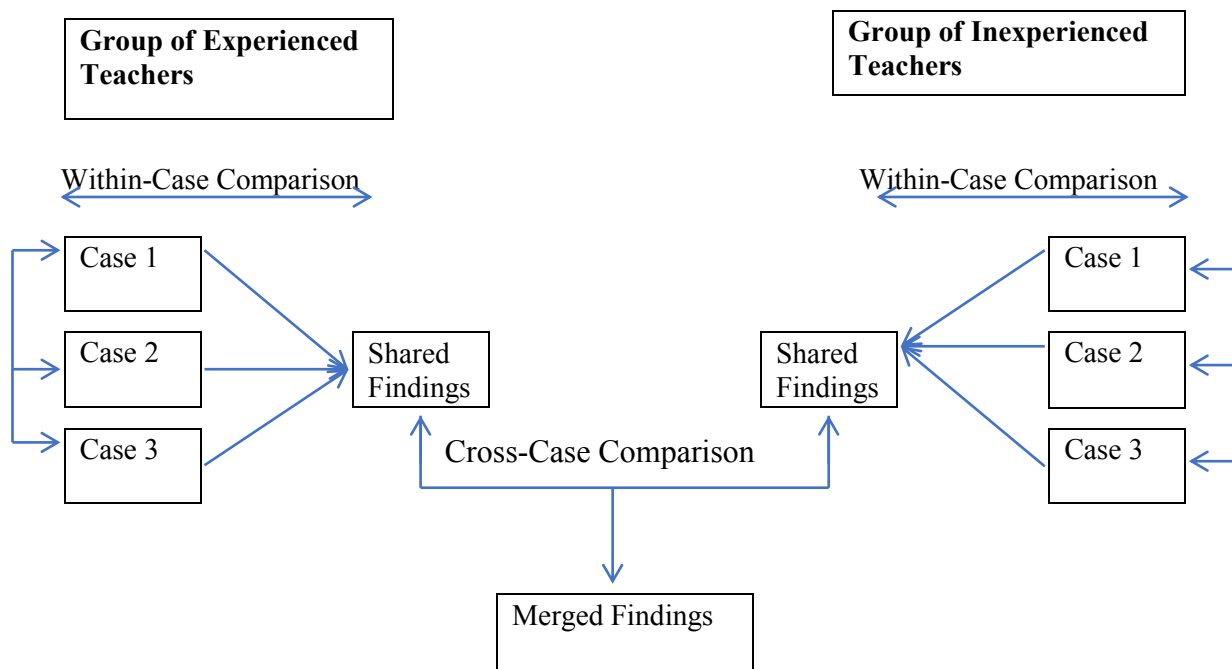 Group of Experienced
Teachers
Group of Inexperienced
Teachers
Within-Case Comparison
Within-Case Comparison
Case 1
Case 2
Case 3
Shared
Findings
Shared
Findings
Case 1
Case 2
Case 3
Cross-Case Comparison
Merged Findings